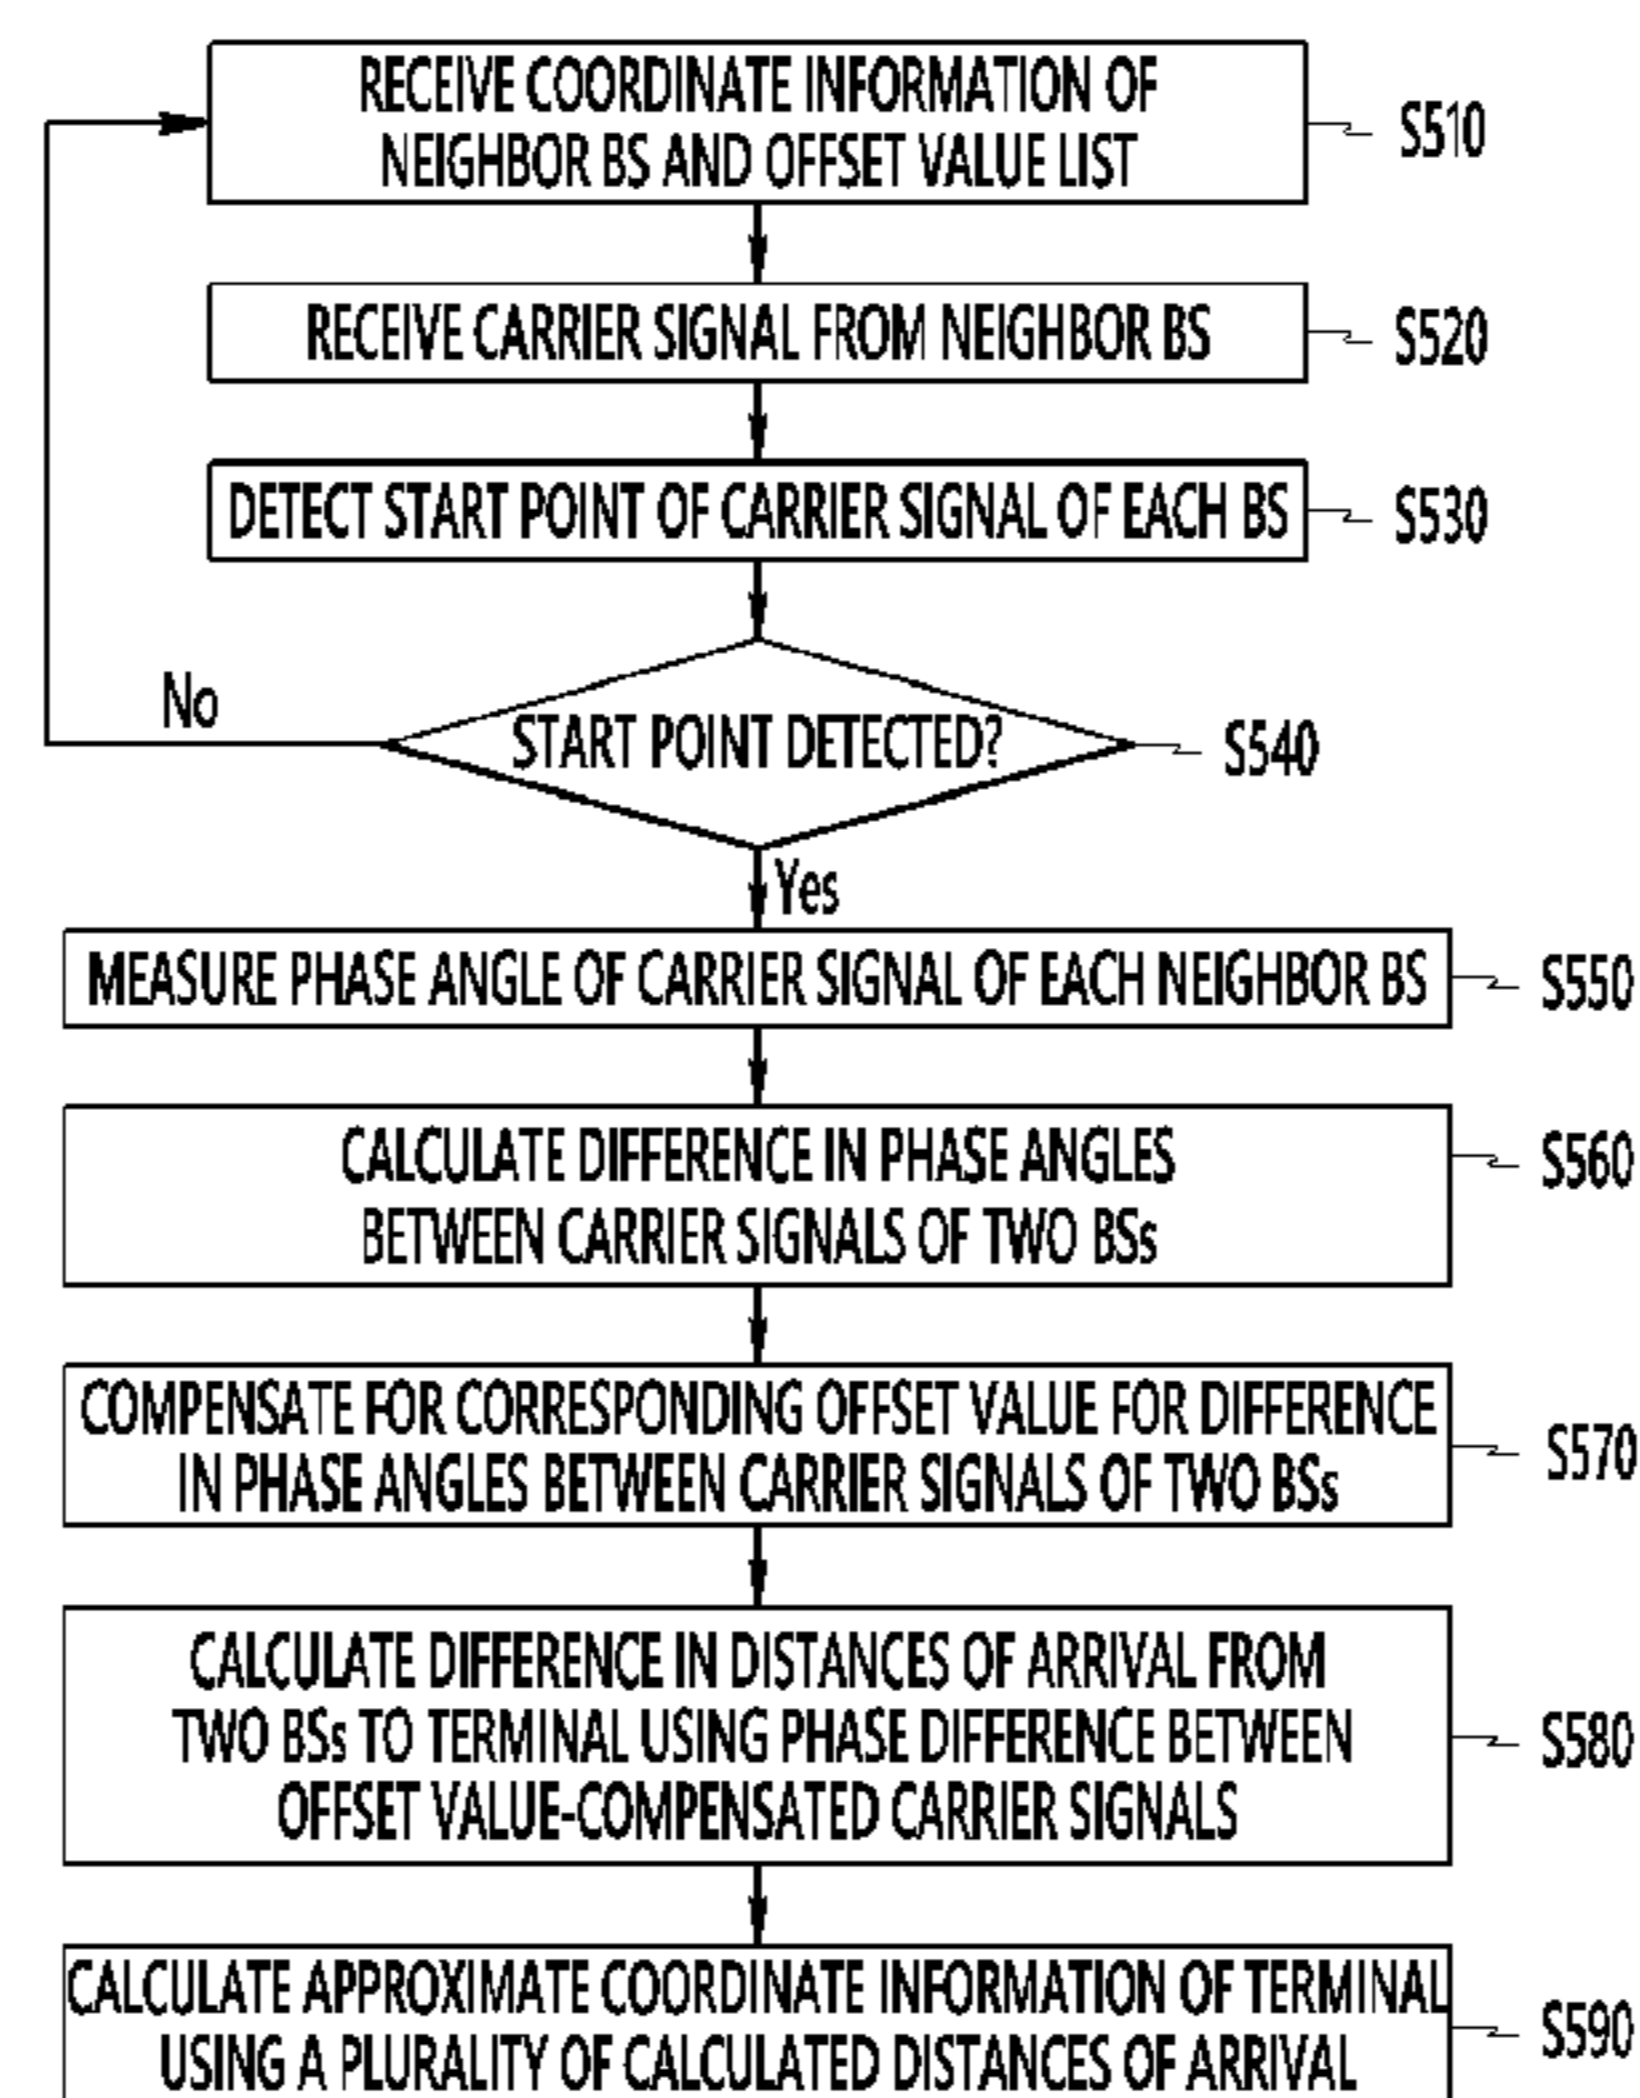 RECEIVE COORDINATE INFORMATION OF
NEIGHBOR BS AND OFFSET VALUE LIST
S510
RECEIVE CARRIER SIGNAL FROM NEIGHBOR BS
S520
DETECT START POINT OF CARRIER SIGNAL OF EACH BS
S530
No
START POINT DETECTED?
S540
Yes
MEASURE PHASE ANGLE OF CARRIER SIGNAL OF EACH NEIGHBOR BS
S550
CALCULATE DIFFERENCE IN PHASE ANGLES
BETWEEN CARRIER SIGNALS OF TWO BSs
S560
COMPENSATE FOR CORRESPONDING OFFSET VALUE FOR DIFFERENCE
IN PHASE ANGLES BETWEEN CARRIER SIGNALS OF TWO BSs
S570
CALCULATE DIFFERENCE IN DISTANCES OF ARRIVAL FROM
TWO BSs TO TERMINAL USING PHASE DIFFERENCE BETWEEN
OFFSET VALUE-COMPENSATED CARRIER SIGNALS
S580
CALCULATE APPROXIMATE COORDINATE INFORMATION OF TERMINAL
USING A PLURALITY OF CALCULATED DISTANCES OF ARRIVAL
S590